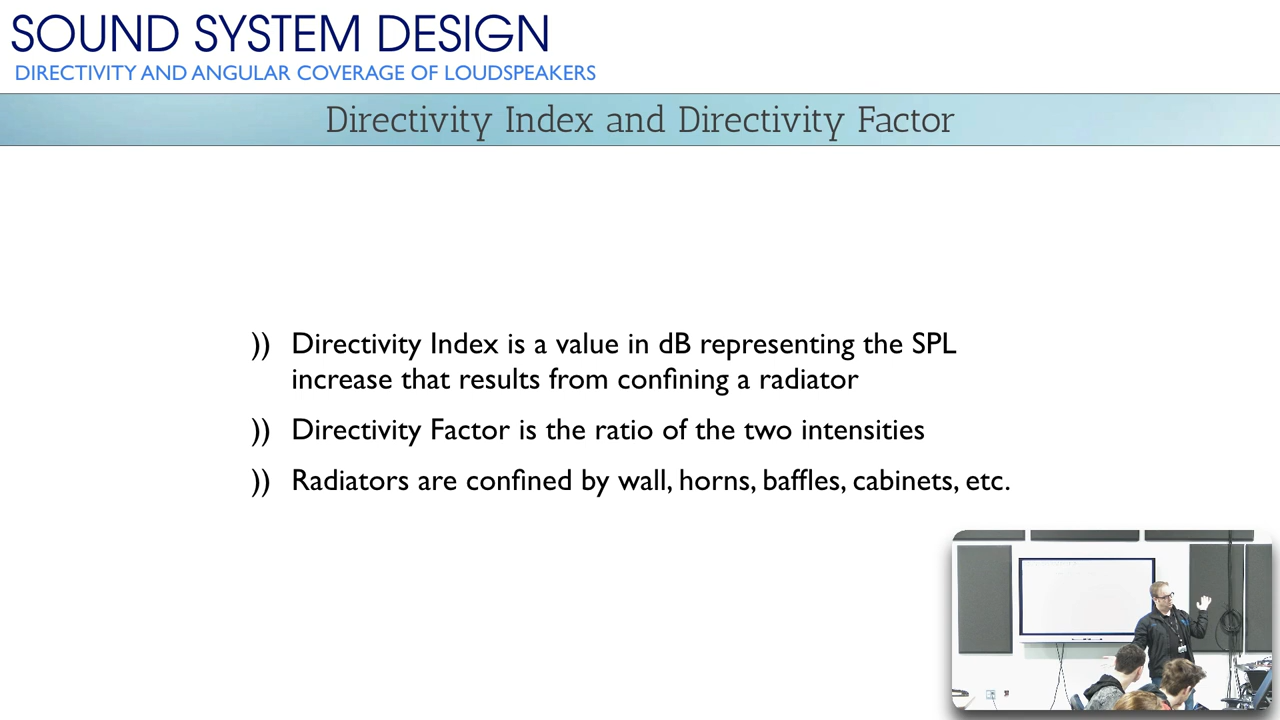 SOUND SYSTEM DESIGN
DIRECTIVITY AND ANGULAR COVERAGE OF LOUDSPEAKERS
Directivity Index and Directivity Factor
)) Directivity Index is a value in dB representing the SPL
increase that results from confining a radiator
)) Directivity Factor is the ratio of the two intensities
)) Radiators are confined by wall, horns, baffles, cabinets, etc.